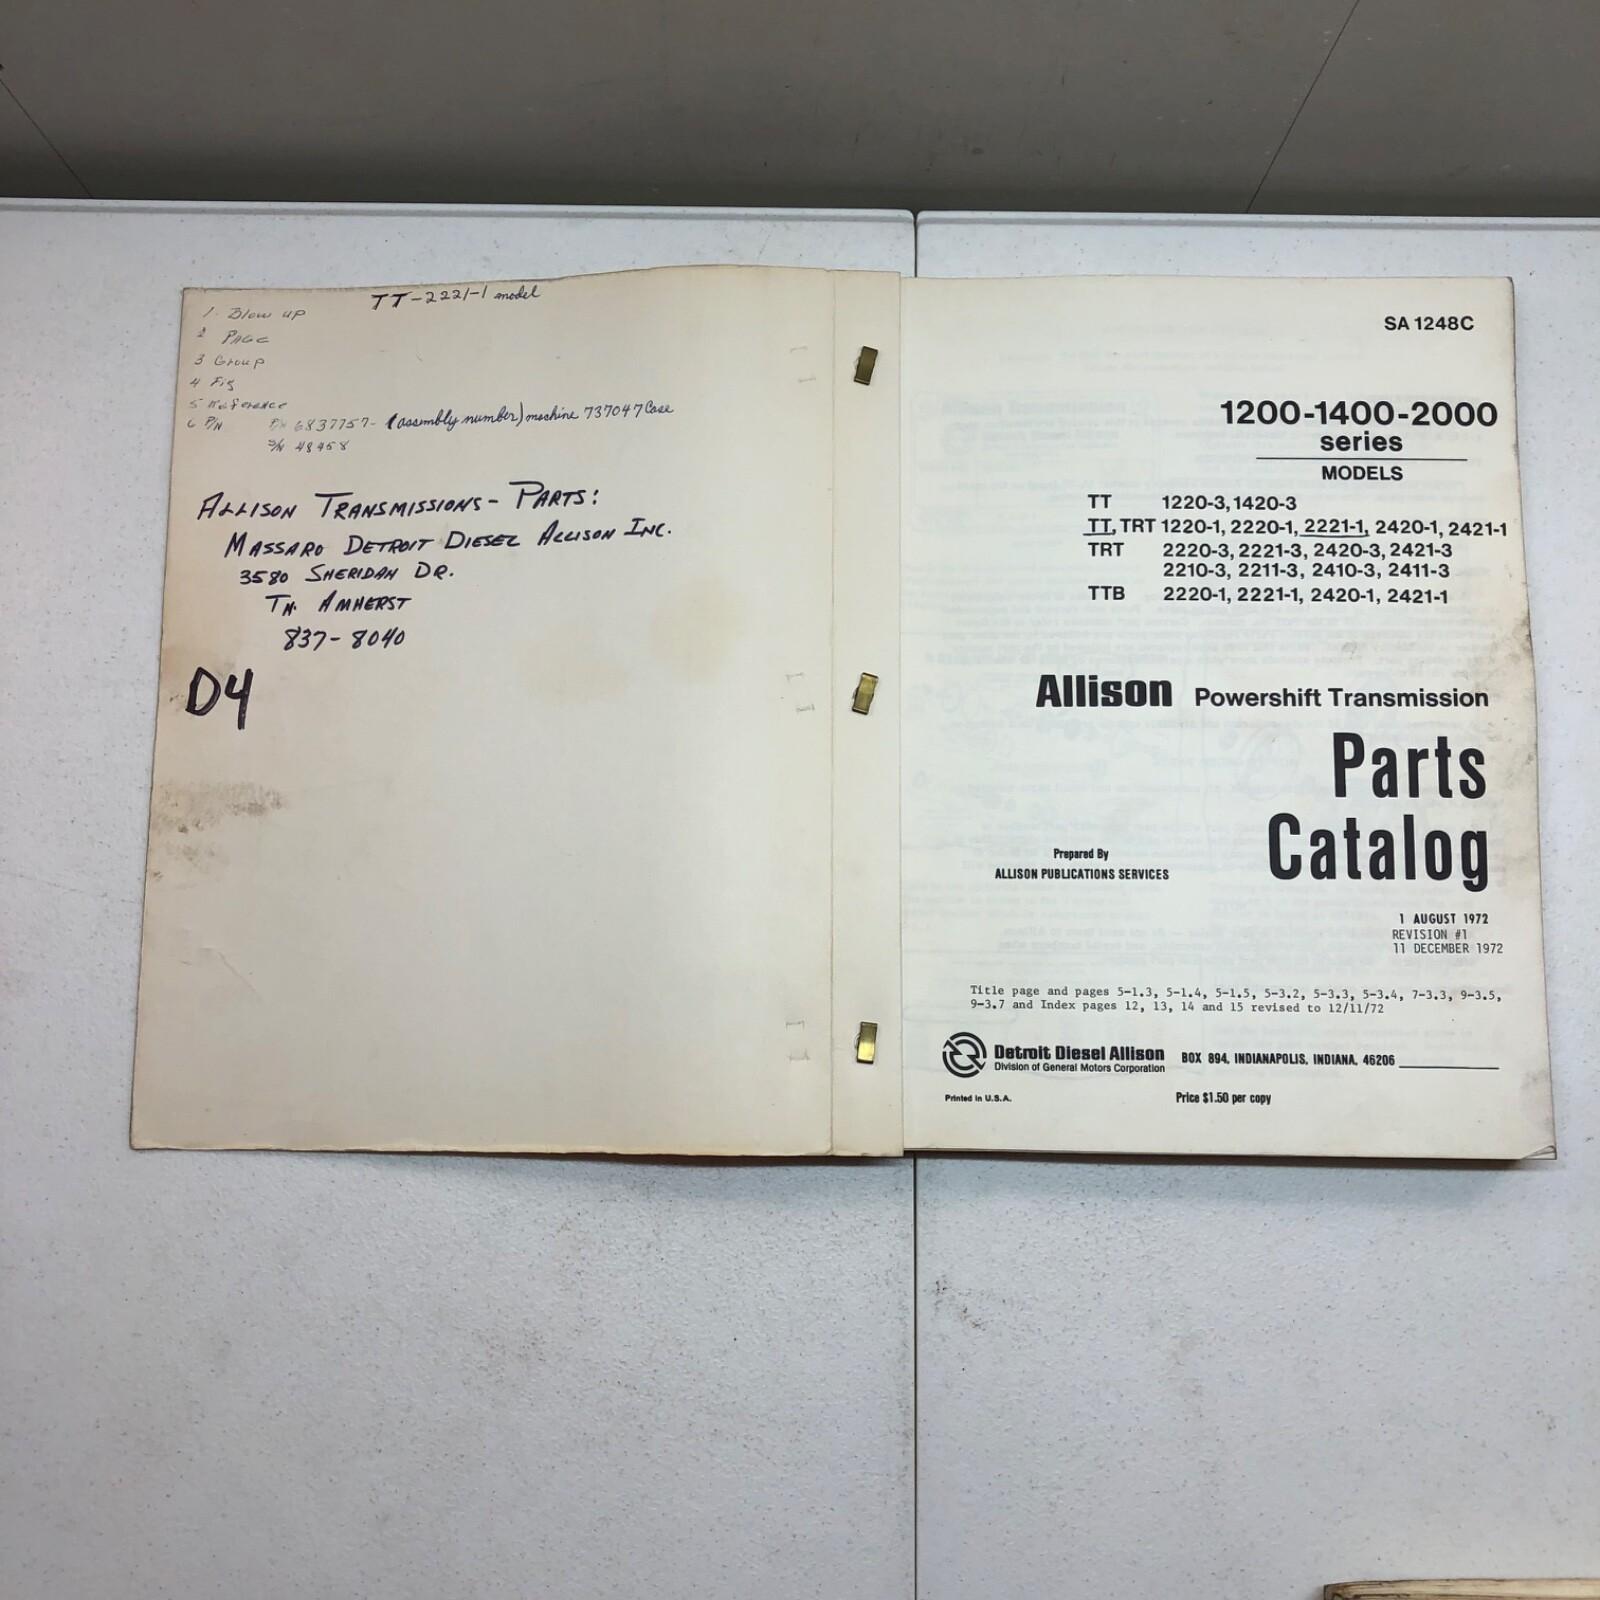 TT-2221-1 model
1. Blow up
2 Page
3 Group
4 Fig
5 Reference
6 P/N P/N 6837757- (assembly number) machine 737047 Case
S/N 48458
ALLISON TRANSMISSIONS - PARTS:
MASSARO DETROIT DIESEL ALLISON INC.
3580 SHERIDAN DR.
TN. AMHERST
837-8040
D4
SA 1248C
1200-1400-2000
series
MODELS
TT 1220-3, 1420-3
TT, TRT 1220-1, 2220-1, 2221-1, 2420-1, 2421-1
TRT 2220-3, 2221-3, 2420-3, 2421-3
2210-3, 2211-3, 2410-3, 2411-3
TTB 2220-1, 2221-1, 2420-1, 2421-1
Allison Powershift Transmission
Parts
Catalog
Prepared By
ALLISON PUBLICATIONS SERVICES
1 AUGUST 1972
REVISION #1
11 DECEMBER 1972
Title page and pages 5-1.3, 5-1.4, 5-1.5, 5-3.2, 5-3.3, 5-3.4, 7-3.3, 9-3.5,
9-3.7 and Index pages 12, 13, 14 and 15 revised to 12/11/72
Detroit Diesel Allison
Division of General Motors Corporation
BOX 894, INDIANAPOLIS, INDIANA, 46206
Printed in U.S.A.
Price $1.50 per copy